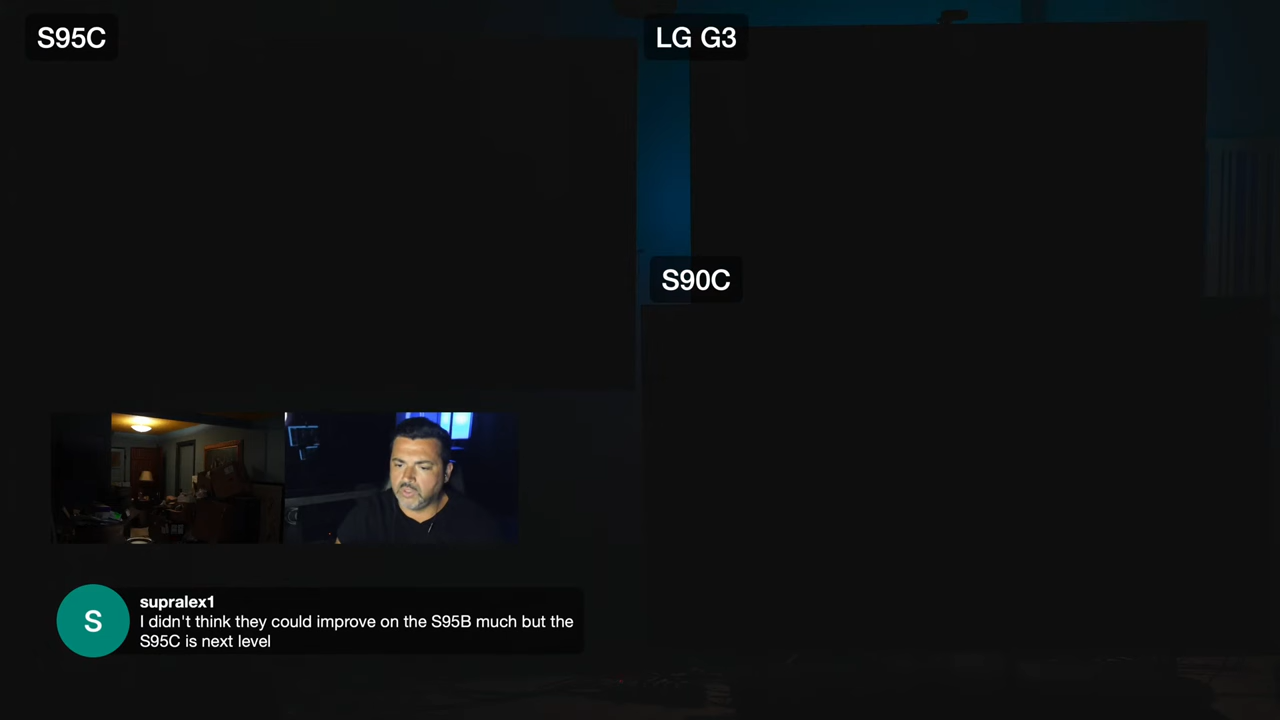 S95C
LG G3
S90C
S
supralex1
I didn't think they could improve on the S95B much but the
S95C is next level